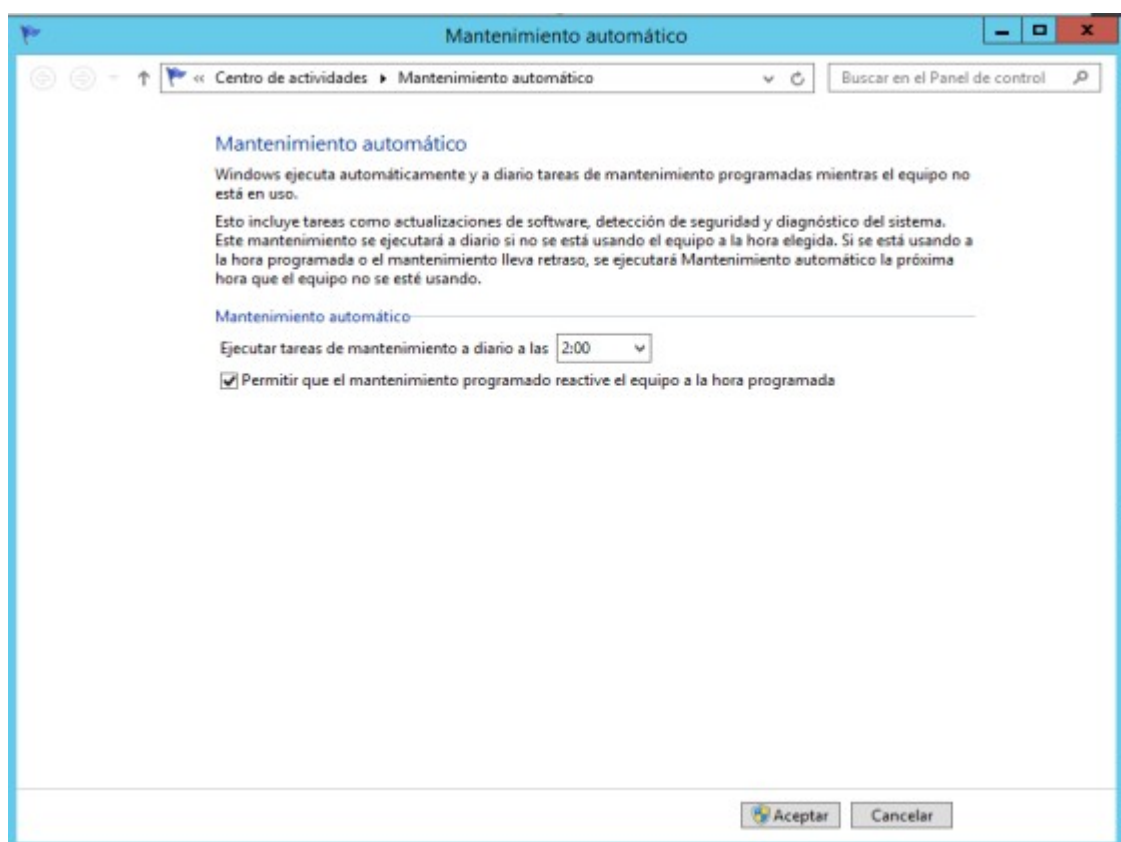 Mantenimiento automático
« Centro de actividades ▸ Mantenimiento automático
Buscar en el Panel de control
Mantenimiento automático
Windows ejecuta automáticamente y a diario tareas de mantenimiento programadas mientras el equipo no
está en uso.
Esto incluye tareas como actualizaciones de software, detección de seguridad y diagnóstico del sistema.
Este mantenimiento se ejecutará a diario si no se está usando el equipo a la hora elegida. Si se está usando a
la hora programada o el mantenimiento lleva retraso, se ejecutará Mantenimiento automático la próxima
hora que el equipo no se esté usando.
Mantenimiento automático
Ejecutar tareas de mantenimiento a diario a las 2:00
Permitir que el mantenimiento programado reactive el equipo a la hora programada
Aceptar
Cancelar